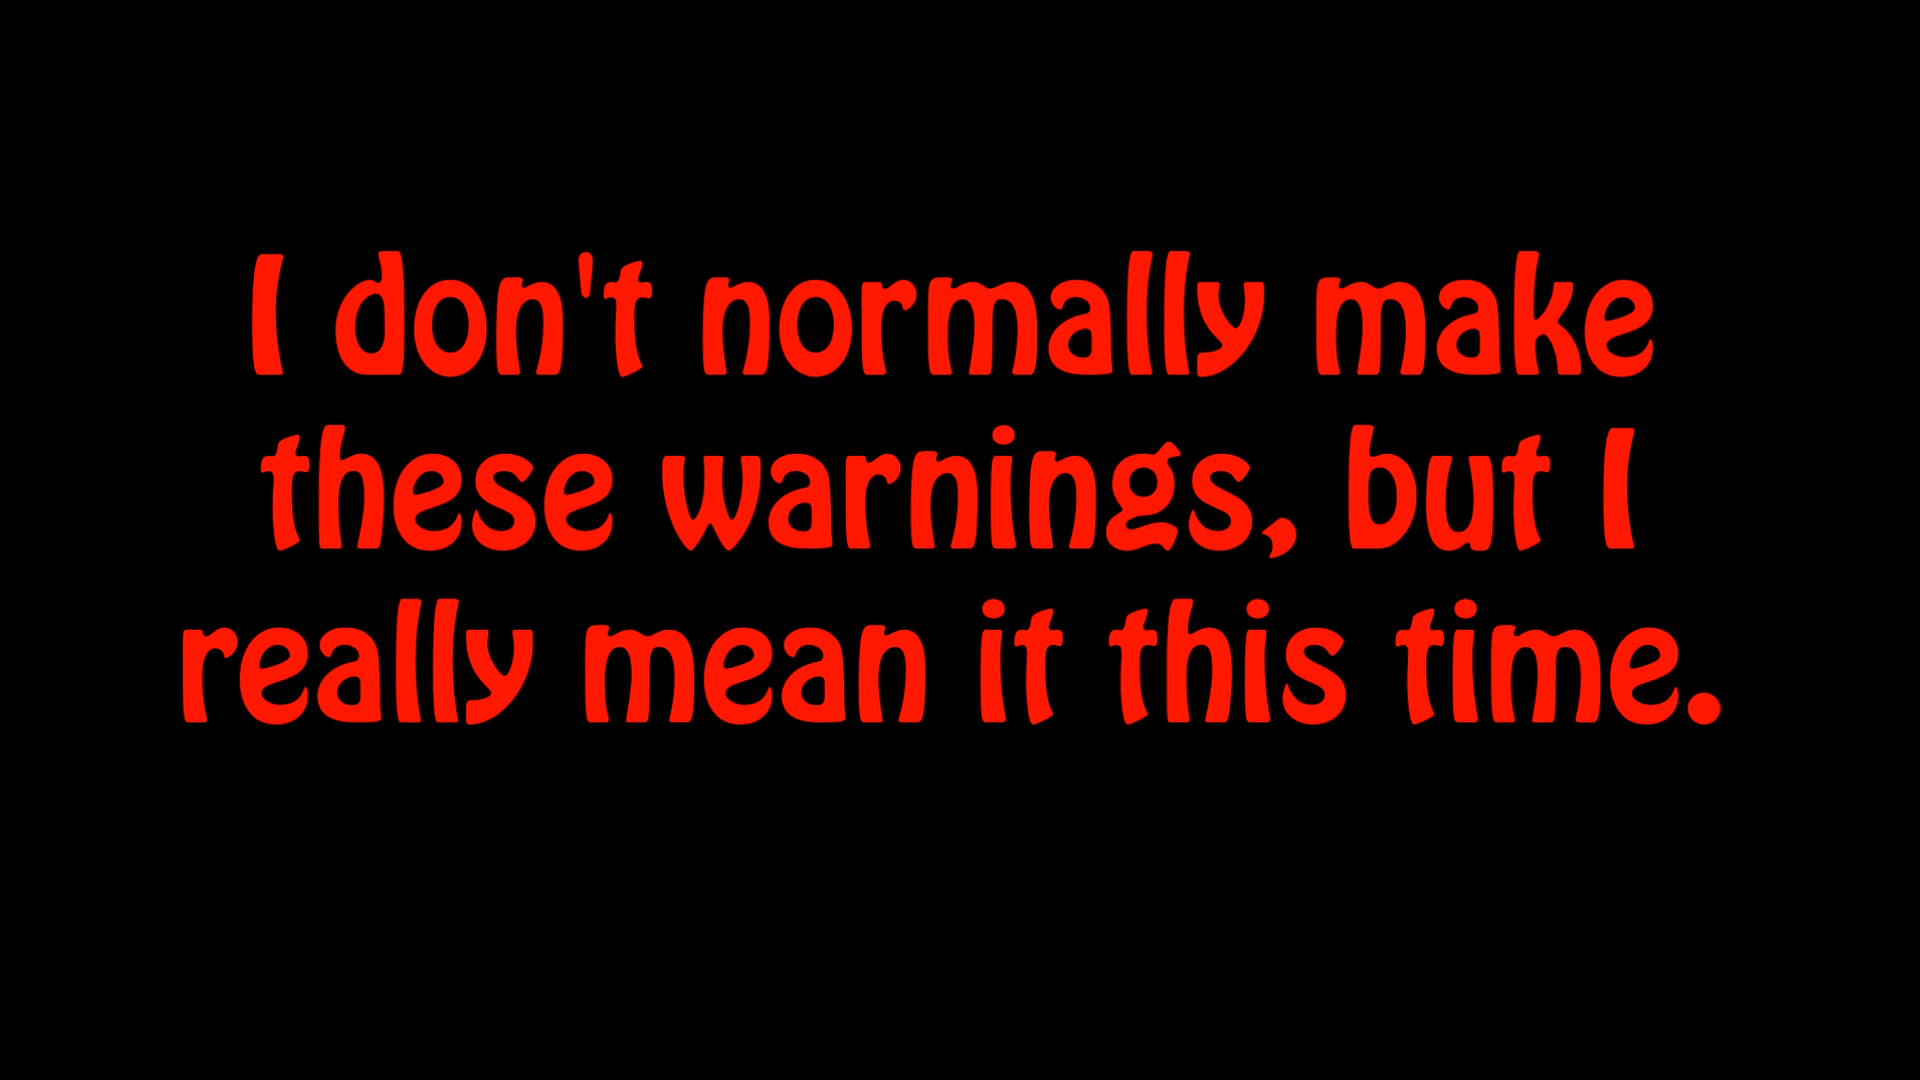 I don't normally make
these warnings, but I
really mean it this time.